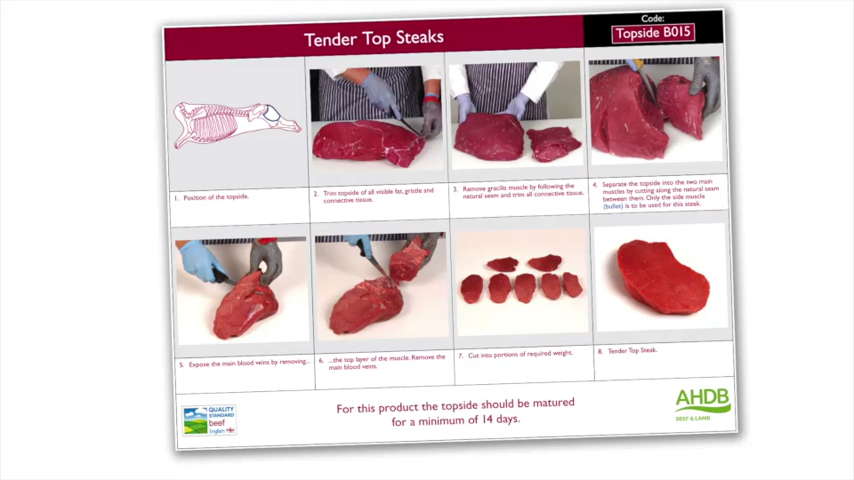 Tender Top Steaks
Code:
Topside B015
1. Position of the topside.
2. Trim topside of all visible fat, gristle and
connective tissue.
3. Remove gracilis muscle by following the
natural seam and trim all connective tissue.
4. Separate the topside into the two main
muscles by cutting along the natural seam
between them. Only the side muscle
(bullet) is to be used for this steak.
5. Expose the main blood veins by removing...
6. ...the top layer of the muscle. Remove the
main blood veins.
7. Cut into portions of required weight.
8. Tender Top Steak.
QUALITY
STANDARD
beef
English
For this product the topside should be matured
for a minimum of 14 days.
AHDB
BEEF & LAMB